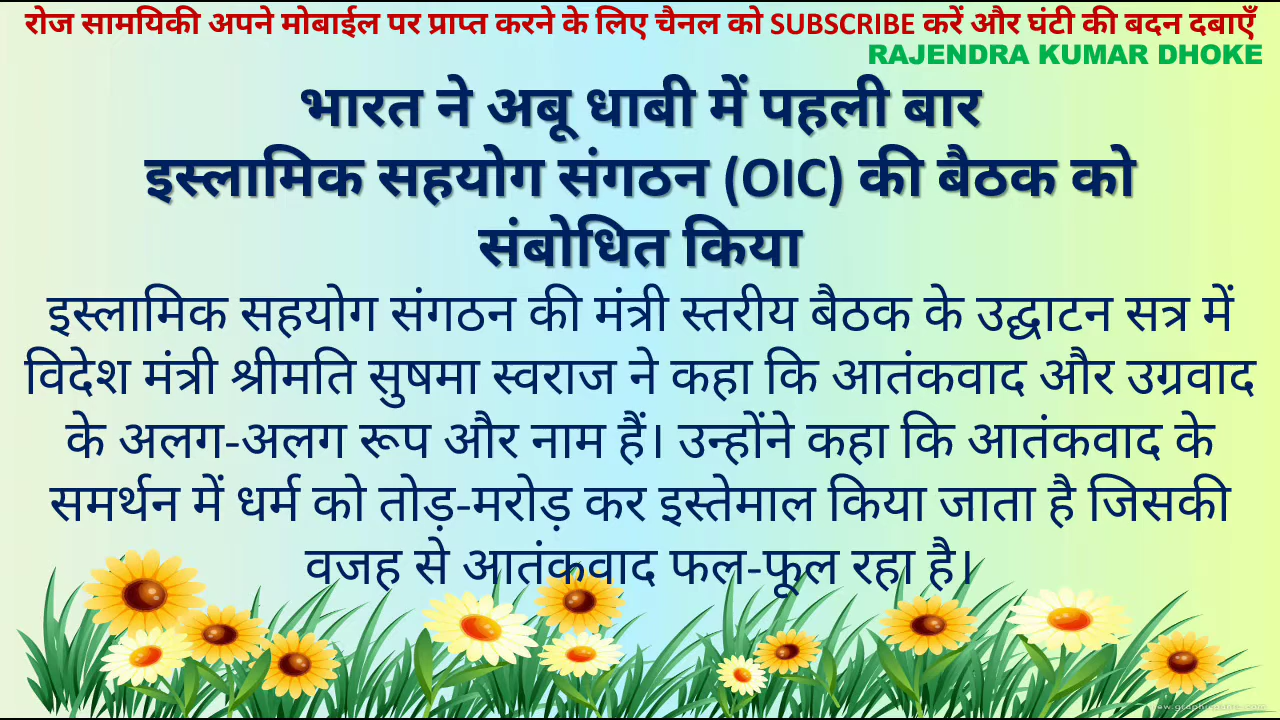 रोज सामयिकी अपने मोबाईल पर प्राप्त करने के लिए चैनल को SUBSCRIBE करें और घंटी की बदन दबाएँ
RAJENDRA KUMAR DHOKE
भारत ने अबू धाबी में पहली बार
इस्लामिक सहयोग संगठन (OIC) की बैठक को
संबोधित किया
इस्लामिक सहयोग संगठन की मंत्री स्तरीय बैठक के उद्घाटन सत्र में
विदेश मंत्री श्रीमति सुषमा स्वराज ने कहा कि आतंकवाद और उग्रवाद
के अलग-अलग रूप और नाम हैं। उन्होंने कहा कि आतंकवाद के
समर्थन में धर्म को तोड़-मरोड़ कर इस्तेमाल किया जाता है जिसकी
वजह से आतंकवाद फल-फूल रहा है।